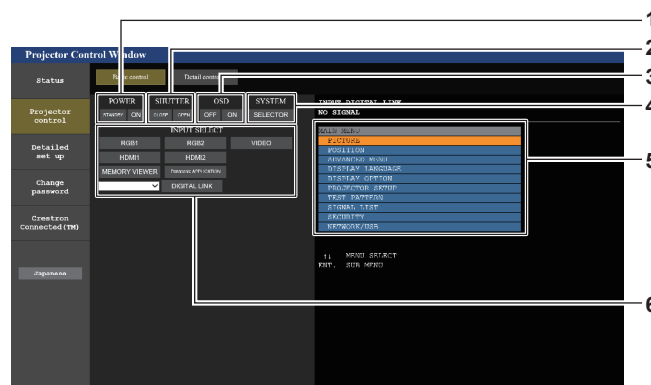 1
Projector Control Window
2
Status
Basic control
Detail control
3
POWER
SHUTTER
OSD
SYSTEM
INPUT DIGITAL LINK
4
STANDBY
ON
CLOSE
OPEN
OFF
ON
SELECTOR
NO SIGNAL
Projector
control
INPUT SELECT
RGB1
RGB2
VIDEO
HDMI1
HDMI2
MEMORY VIEWER
Panasonic APPLICATION
DIGITAL LINK
MAIN MENU
PICTURE
POSITION
ADVANCED MENU
DISPLAY LANGUAGE
DISPLAY OPTION
PROJECTOR SETUP
TEST PATTERN
SIGNAL LIST
SECURITY
NETWORK/USB
5
Detailed
set up
Change
password
Crestron
Connected(TM)
↑↓ MENU SELECT
ENT. SUB MENU
Japanese
6